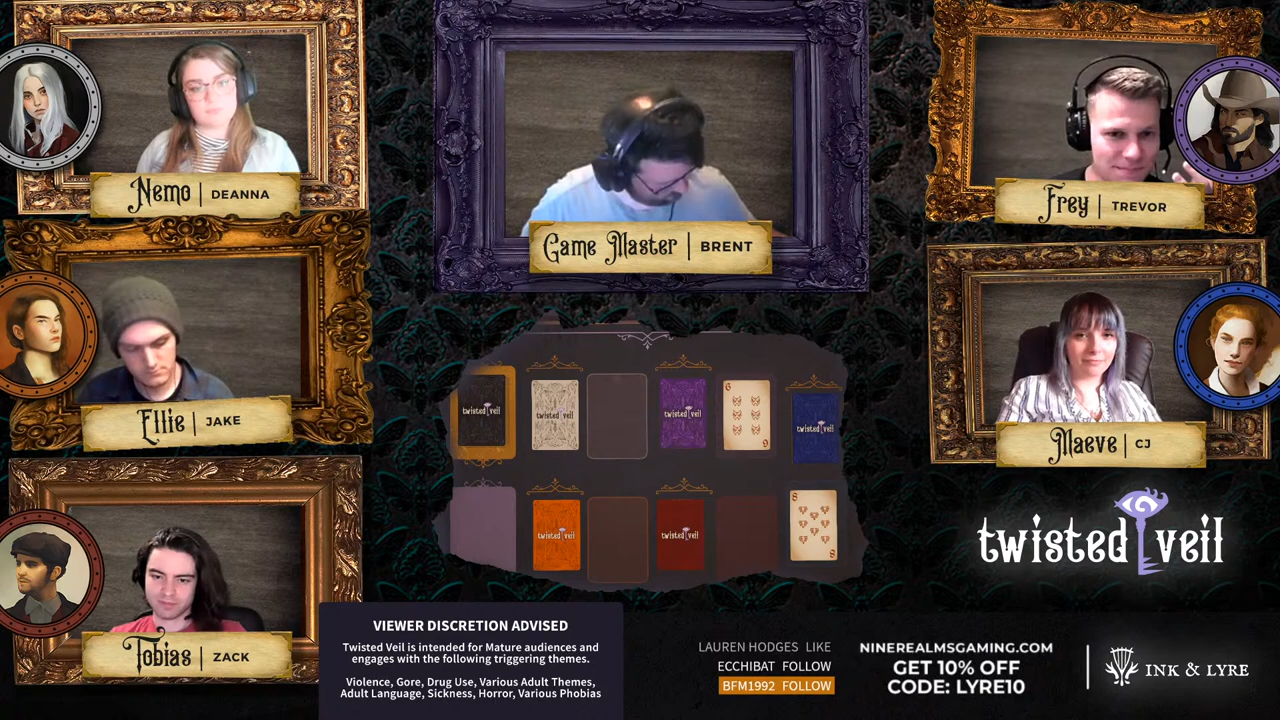 Nemo | DEANNA
Game Master | BRENT
Frey | TREVOR
Ellie | JAKE
Maeve | CJ
Tobias | ZACK
twisted veil
twisted veil
twisted veil
6
6
twisted veil
twisted veil
twisted veil
8
8
VIEWER DISCRETION ADVISED
Twisted Veil is intended for Mature audiences and
engages with the following triggering themes.
Violence, Gore, Drug Use, Various Adult Themes,
Adult Language, Sickness, Horror, Various Phobias
LAUREN HODGES LIKE
ECCHIBAT FOLLOW
BFM1992 FOLLOW
NINEREALMSGAMING.COM
GET 10% OFF
CODE: LYRE10
INK & LYRE